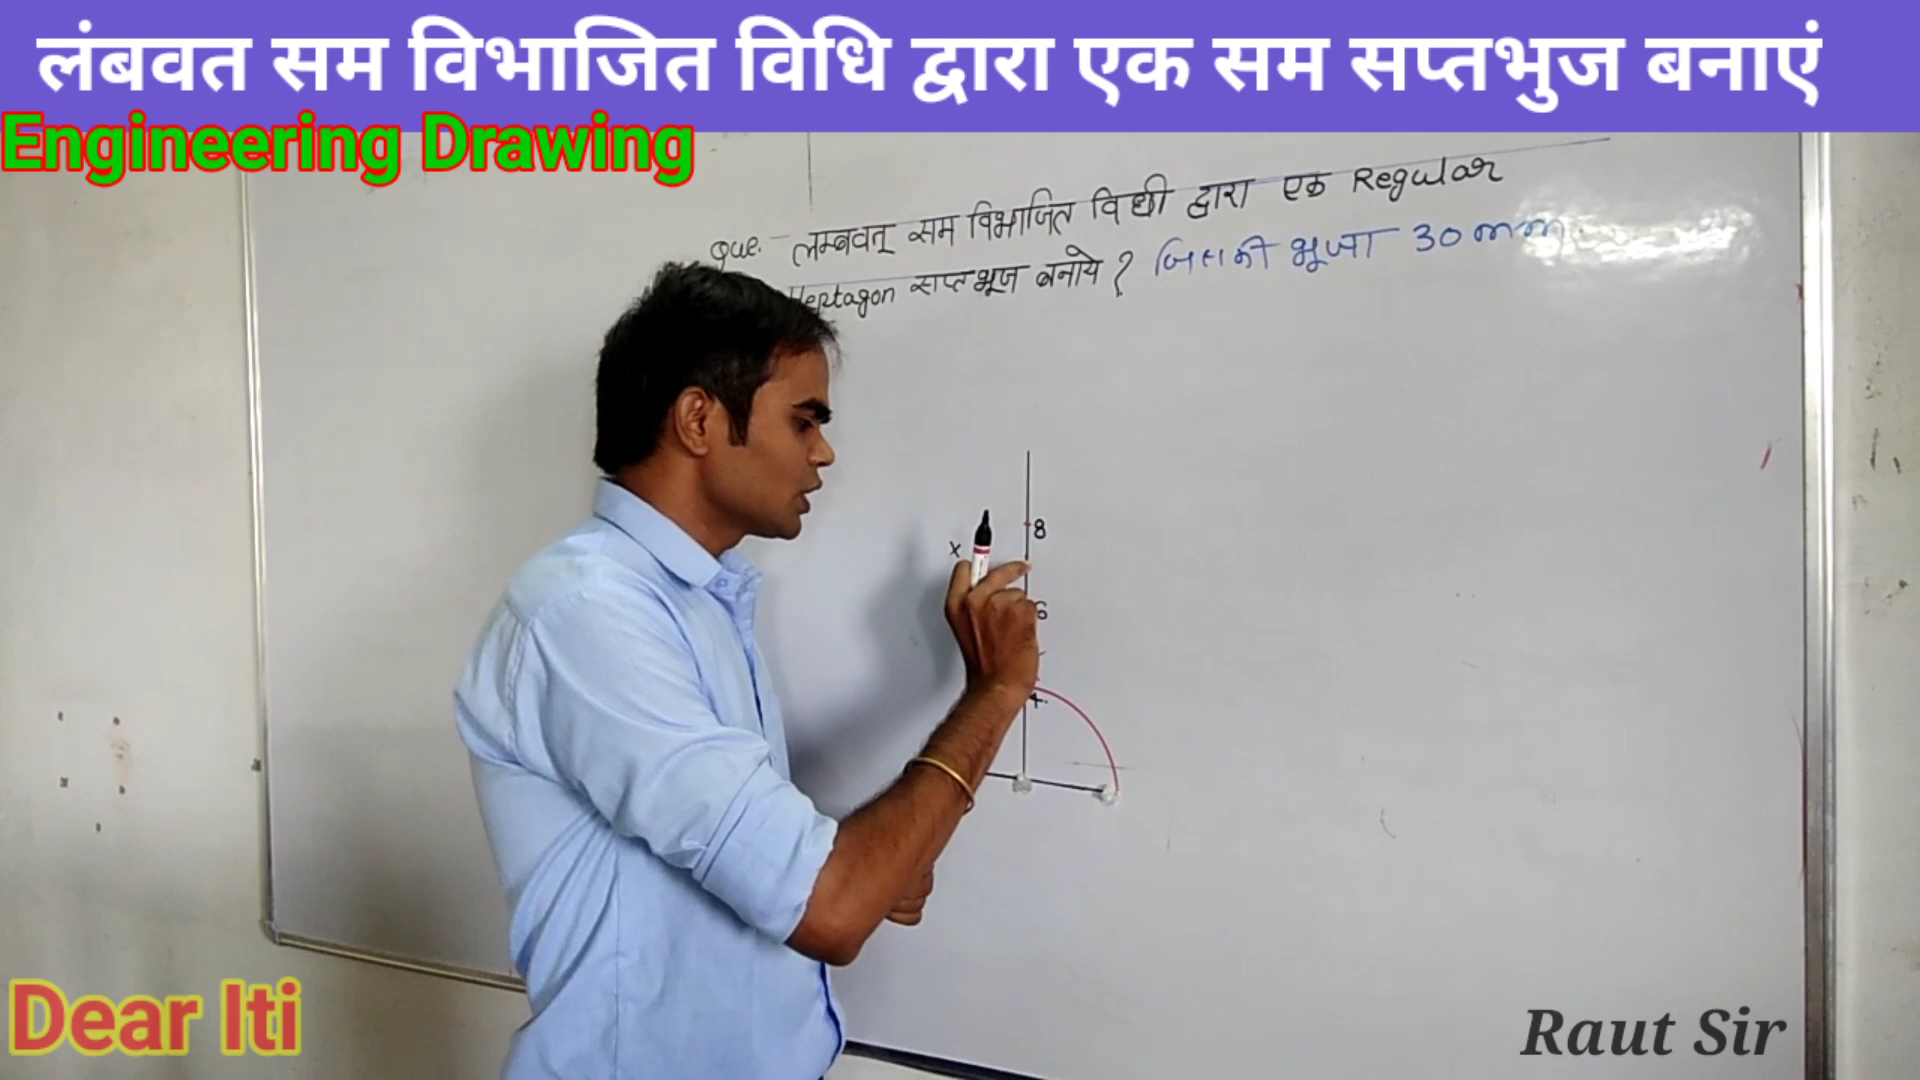 लंबवत सम विभाजित विधि द्वारा एक सम सप्तभुज बनाएं
Engineering Drawing
Que. लम्बवत् सम विभाजित विधी द्वारा एक Regular
Heptagon सप्तभूज बनाये ? जिसकी भूजा 30 mm.
8
x
6
4
Dear Iti
Raut Sir